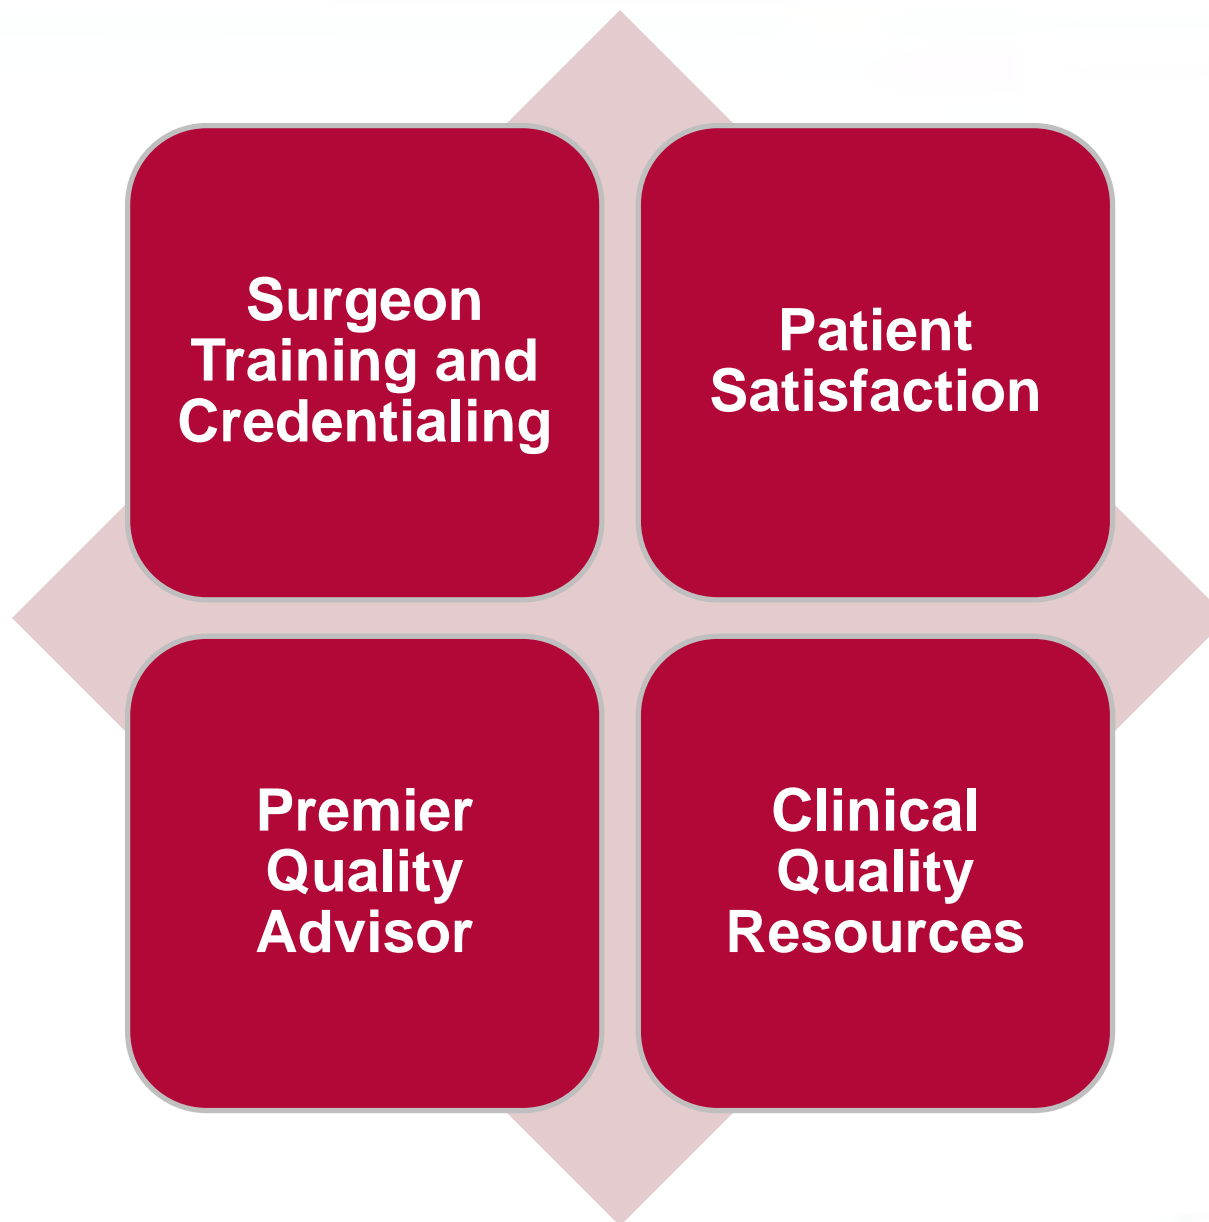 Surgeon
Training and
Credentialing
Patient
Satisfaction
Premier
Quality
Advisor
Clinical
Quality
Resources